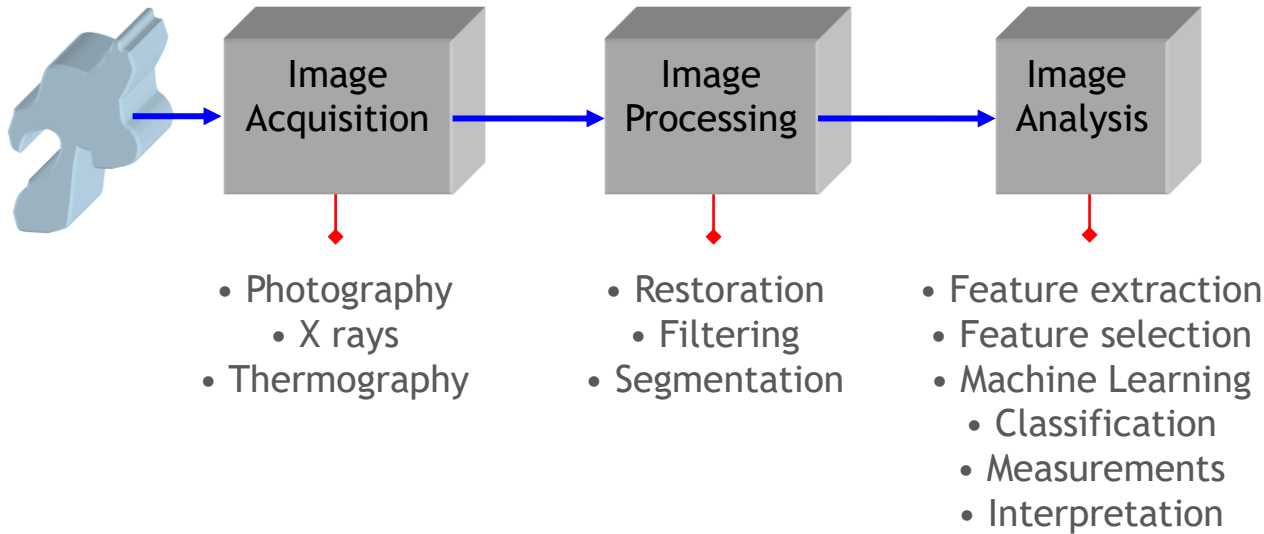 Image
Acquisition
Image
Processing
Image
Analysis
• Photography
• X rays
• Thermography
• Restoration
• Filtering
• Segmentation
• Feature extraction
• Feature selection
• Machine Learning
• Classification
• Measurements
• Interpretation